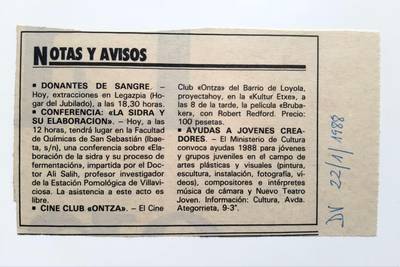 NOTAS Y AVISOS
■ DONANTES DE SANGRE. –
Hoy, extracciones en Legazpia (Ho-
gar del Jubilado), a las 18,30 horas.
■ CONFERENCIA: «LA SIDRA Y
SU ELABORACION». – Hoy, a las
12 horas, tendrá lugar en la Facultad
de Químicas de San Sebastián (Ibae-
ta, s/n), una conferencia sobre «Ela-
boración de la sidra y su proceso de
fermentación», impartida por el Doc-
tor Ali Salih, profesor investigador
de la Estación Pomológica de Villavi-
ciosa. La asistencia a este acto es
libre.
■ CINE CLUB «ONTZA». – El Cine
Club «Ontza» del Barrio de Loyola,
proyectahoy, en la «Kultur Etxe», a
las 8 de la tarde, la película «Bruba-
ker», con Robert Redford. Precio:
100 pesetas.
■ AYUDAS A JOVENES CREA-
DORES. – El Ministerio de Cultura
convoca ayudas 1988 para jóvenes
y grupos juveniles en el campo de
artes plásticas y visuales (pintura,
escultura, instalación, fotografía, ví-
deos), compositores e intérpretes
música de cámara y Nuevo Teatro
Joven. Información: Cultura, Avda.
Ategorrieta, 9-3°.
DV 22/1/1988